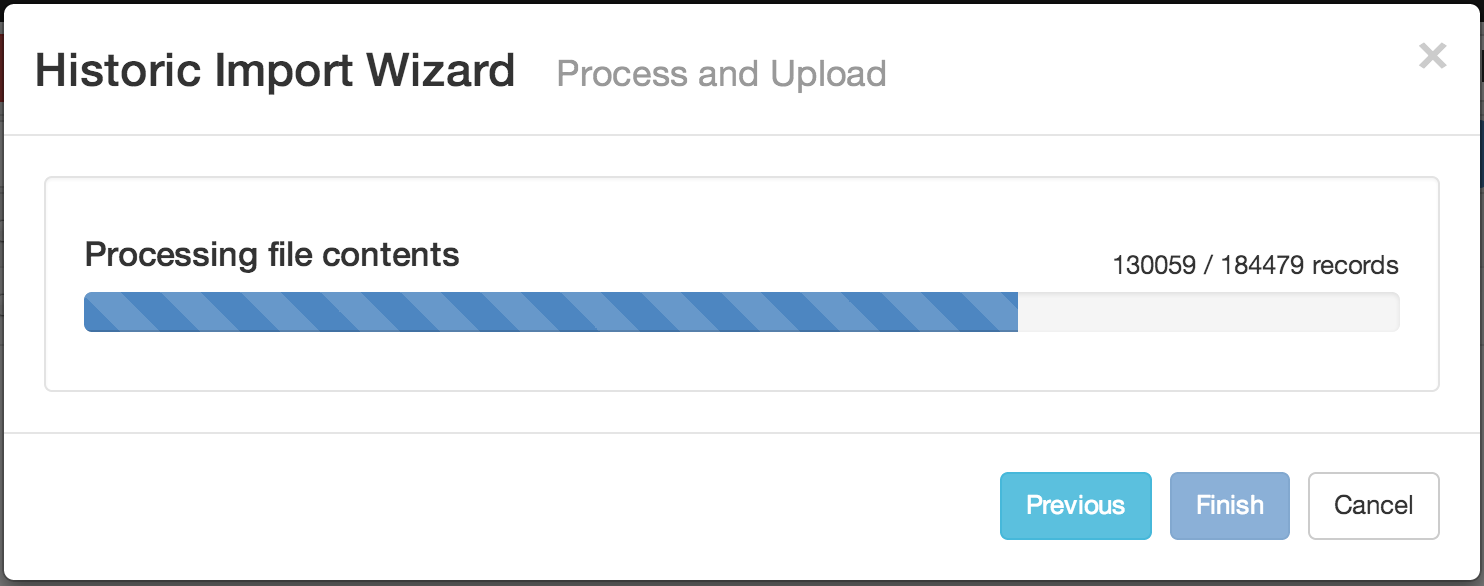 Historic Import Wizard Process and Upload ×
Processing file contents
130059 / 184479 records
Previous Finish Cancel